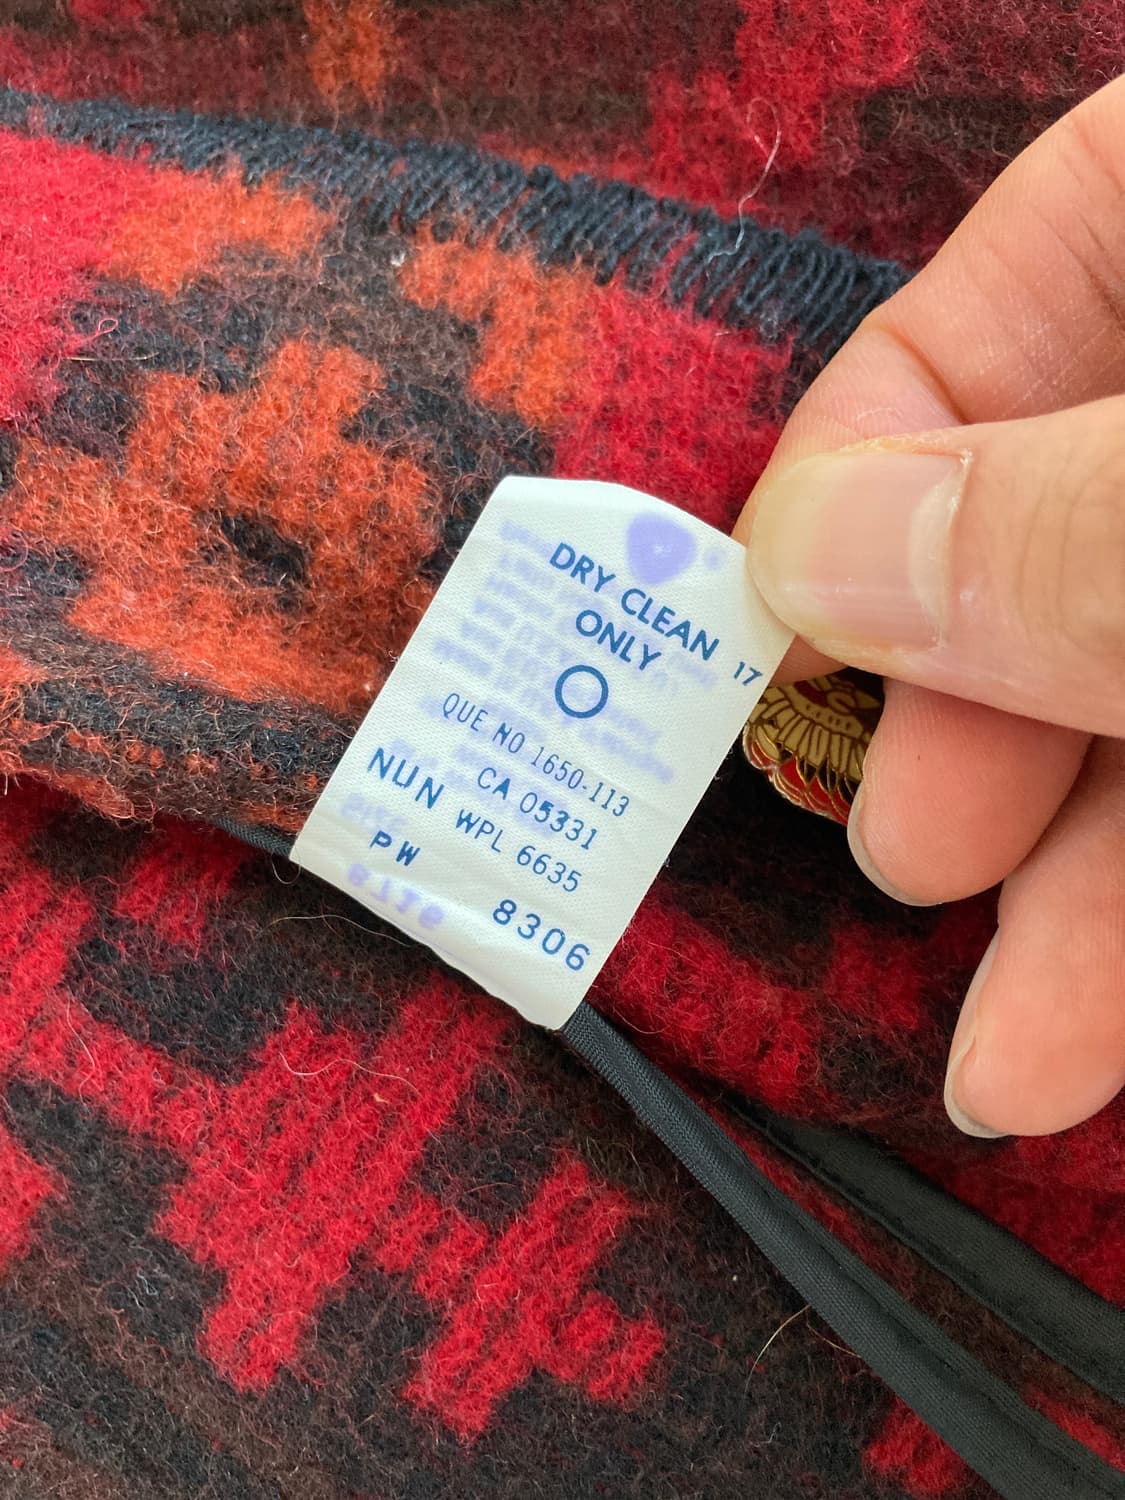 DRY CLEAN
ONLY 17
QUE NO 1650-113
CA 05331
NUN WPL 6635
PW 8306